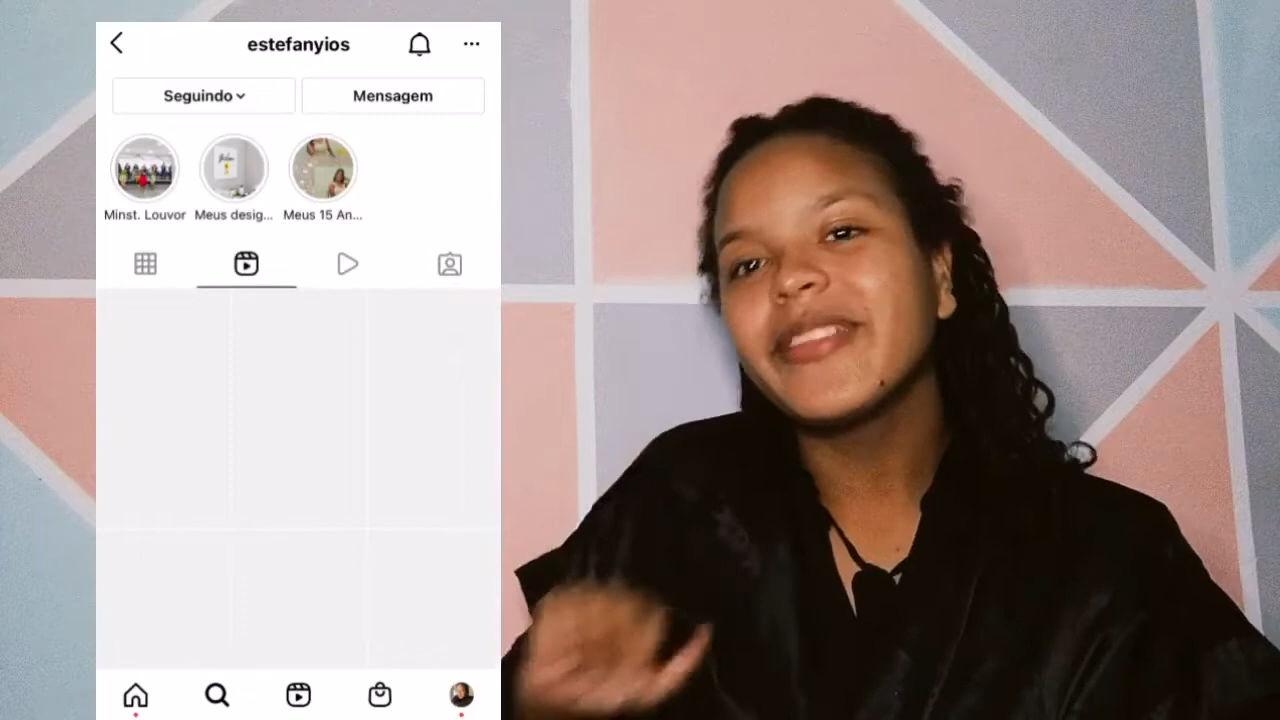 estefanyios
Seguindo
Mensagem
Minst. Louvor
Meus desig...
Meus 15 An...